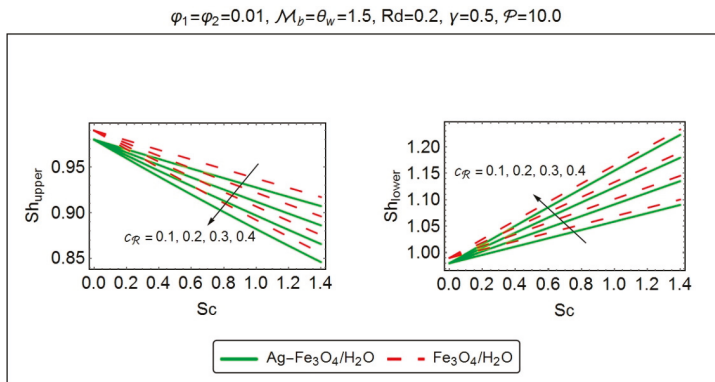 φ₁=φ₂=0.01, ℳ_b=θ_w=1.5, Rd=0.2, γ=0.5, 𝒫=10.0
Sh_upper
0.95
0.90
0.85
c_ℛ = 0.1, 0.2, 0.3, 0.4
0.0 0.2 0.4 0.6 0.8 1.0 1.2 1.4
Sc
Sh_lower
1.20
1.15
1.10
1.05
1.00
c_ℛ = 0.1, 0.2, 0.3, 0.4
0.0 0.2 0.4 0.6 0.8 1.0 1.2 1.4
Sc
Ag–Fe₃O₄/H₂O Fe₃O₄/H₂O